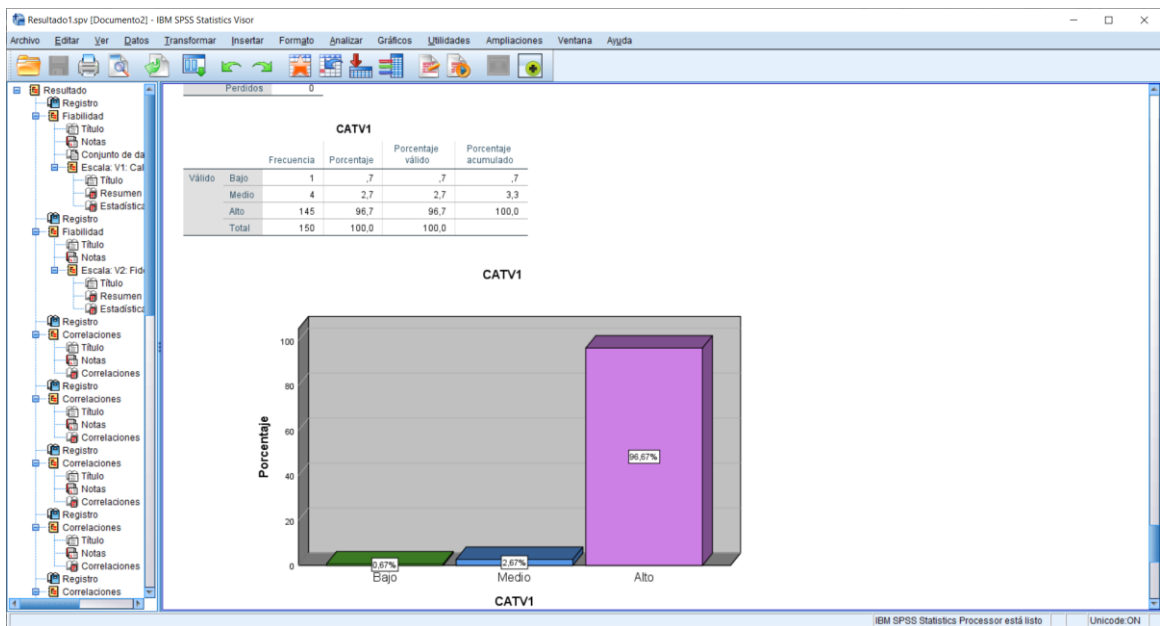 Resultado1.spv [Documento2] - IBM SPSS Statistics Visor
Archivo Editar Ver Datos Transformar Insertar Formato Analizar Gráficos Utilidades Ampliaciones Ventana Ayuda
Resultado
Registro
Fiabilidad
Título
Notas
Conjunto de da
Escala: V1: Cal
Título
Resumen
Estadística
Registro
Fiabilidad
Título
Notas
Escala: V2: Fide
Título
Resumen
Estadística
Registro
Correlaciones
Título
Notas
Correlaciones
Registro
Correlaciones
Título
Notas
Correlaciones
Registro
Correlaciones
Título
Notas
Correlaciones
Registro
Correlaciones
Título
Notas
Correlaciones
Registro
Correlaciones
Perdidos 0
CATV1
Frecuencia Porcentaje Porcentaje válido Porcentaje acumulado
Válido Bajo 1 ,7 ,7 ,7
Medio 4 2,7 2,7 3,3
Alto 145 96,7 96,7 100,0
Total 150 100,0 100,0
CATV1
Porcentaje
100
80
60
40
20
0
96,67%
0,67% 2,67%
Bajo Medio Alto
CATV1
IBM SPSS Statistics Processor está listo Unicode:ON